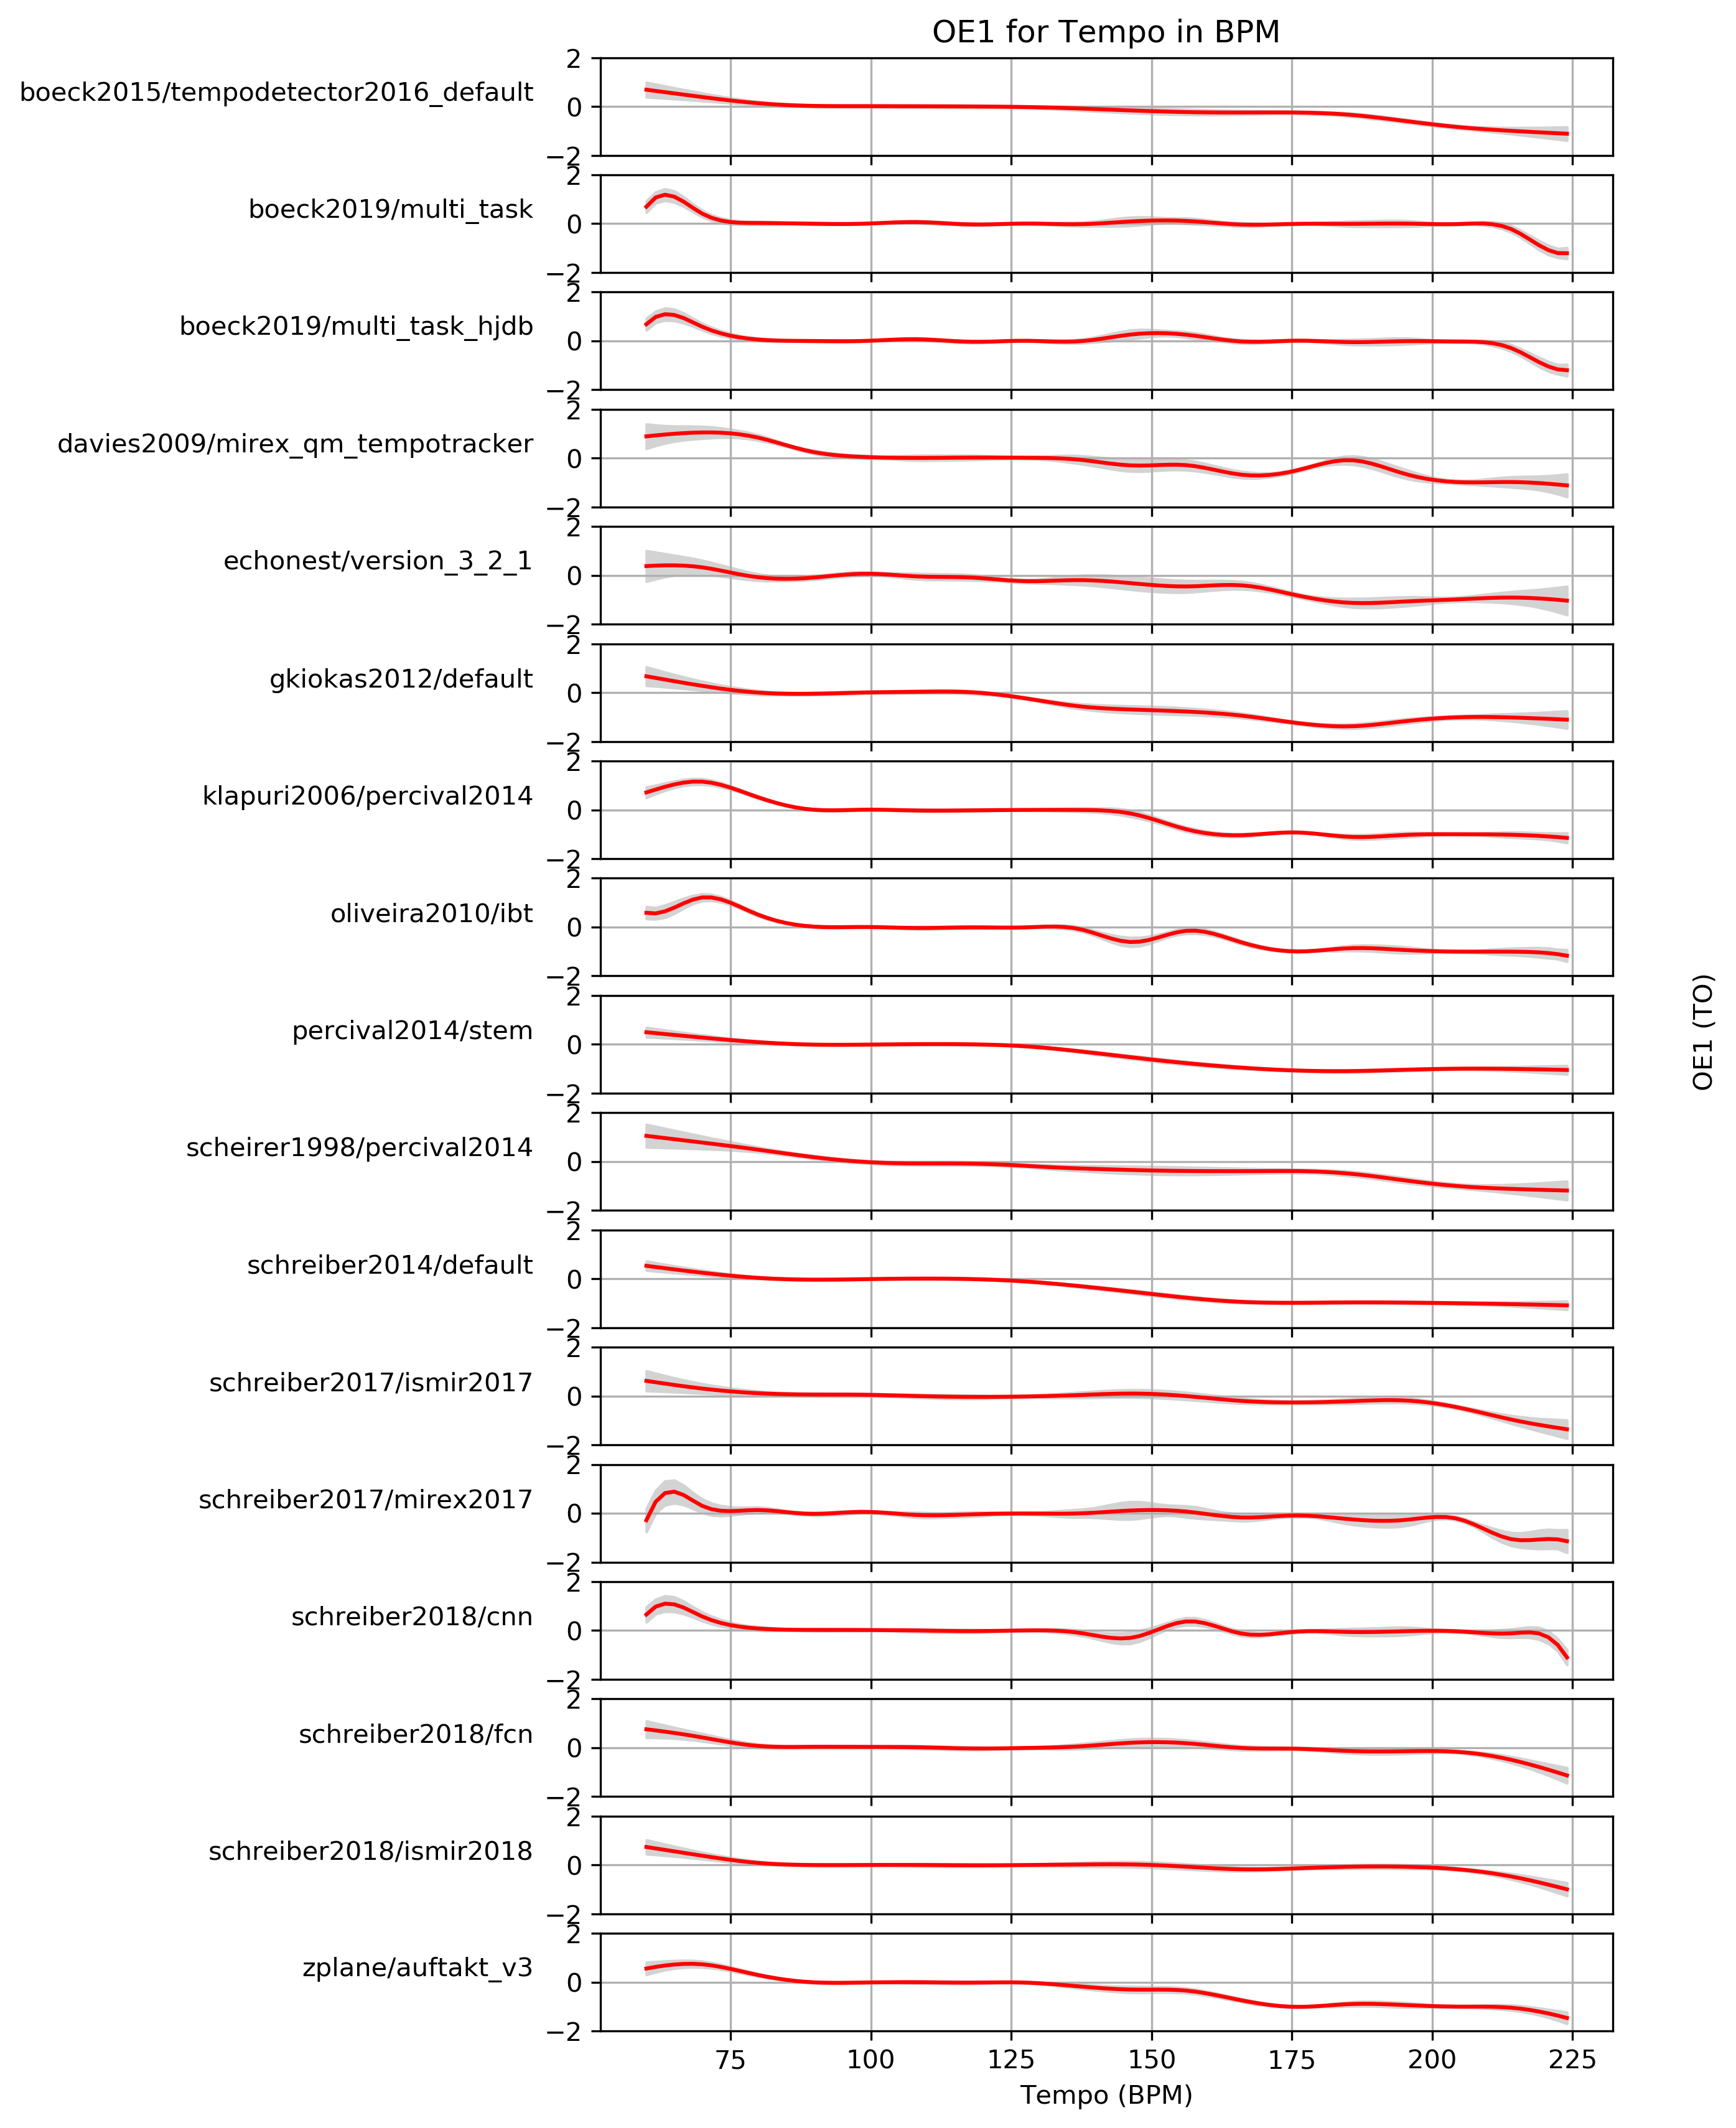 OE1 for Tempo in BPM
boeck2015/tempodetector2016_default
2
0
−2
boeck2019/multi_task
2
0
−2
boeck2019/multi_task_hjdb
2
0
−2
davies2009/mirex_qm_tempotracker
2
0
−2
echonest/version_3_2_1
2
0
−2
gkiokas2012/default
2
0
−2
klapuri2006/percival2014
2
0
−2
oliveira2010/ibt
2
0
−2
percival2014/stem
2
0
−2
scheirer1998/percival2014
2
0
−2
schreiber2014/default
2
0
−2
schreiber2017/ismir2017
2
0
−2
schreiber2017/mirex2017
2
0
−2
schreiber2018/cnn
2
0
−2
schreiber2018/fcn
2
0
−2
schreiber2018/ismir2018
2
0
−2
zplane/auftakt_v3
2
0
−2
75 100 125 150 175 200 225
Tempo (BPM)
OE1 (TO)